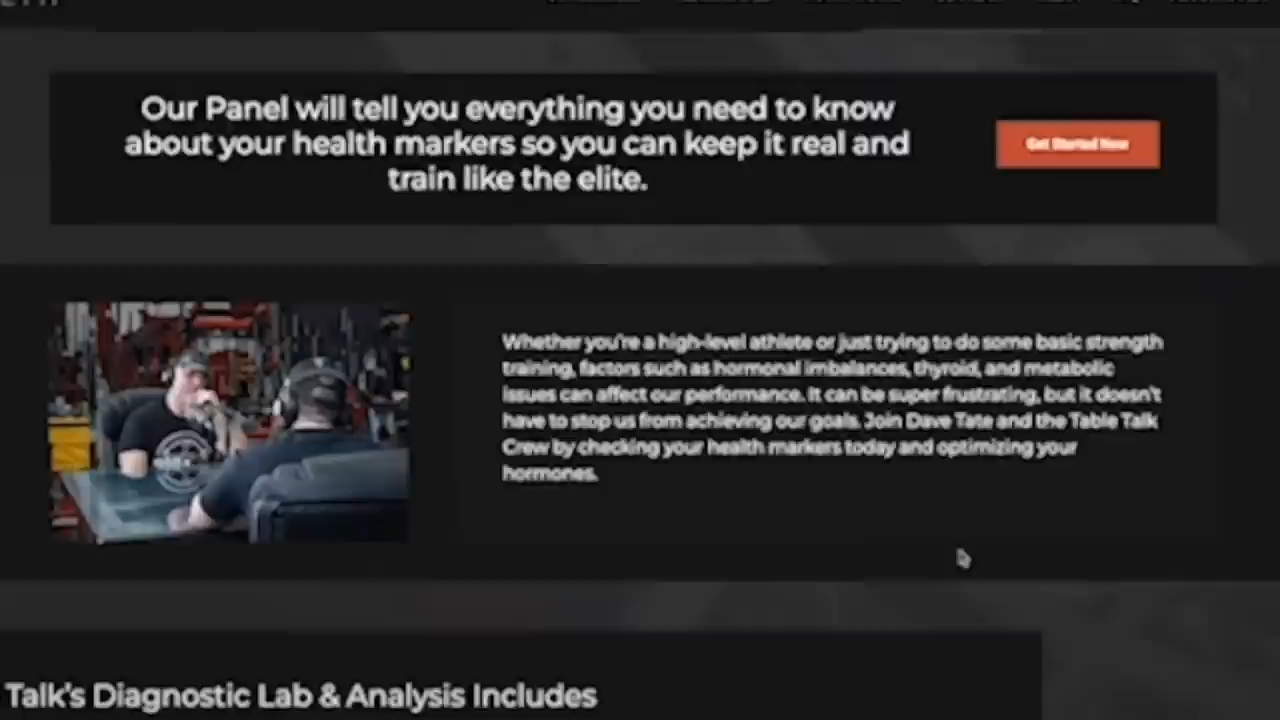 Our Panel will tell you everything you need to know
about your health markers so you can keep it real and
train like the elite.
Get Started Now
Whether you're a high-level athlete or just trying to do some basic strength
training, factors such as hormonal imbalances, thyroid, and metabolic
issues can affect our performance. It can be super frustrating, but it doesn't
have to stop us from achieving our goals. Join Dave Tate and the Table Talk
Crew by checking your health markers today and optimizing your
hormones.
Talk's Diagnostic Lab & Analysis Includes